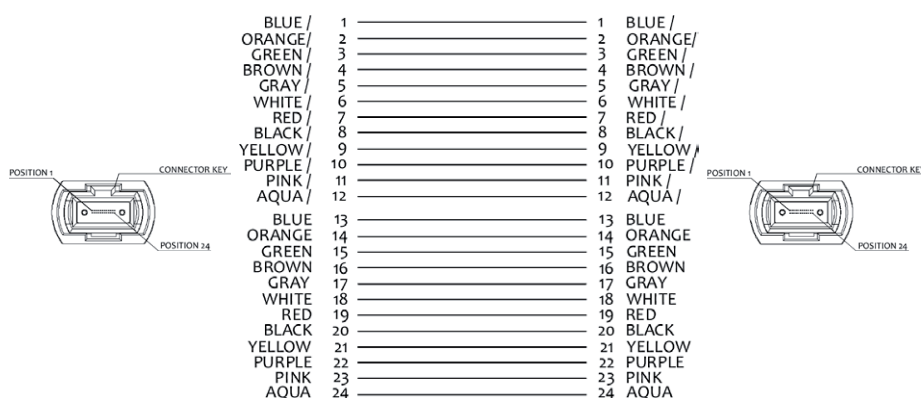 BLUE / 1 1 BLUE /
ORANGE/ 2 2 ORANGE/
GREEN / 3 3 GREEN /
BROWN / 4 4 BROWN /
GRAY / 5 5 GRAY /
WHITE / 6 6 WHITE /
RED / 7 7 RED /
BLACK / 8 8 BLACK /
YELLOW / 9 9 YELLOW /
PURPLE / 10 10 PURPLE /
POSITION 1 CONNECTOR KEY POSITION 1 CONNECTOR KEY
PINK / 11 11 PINK /
AQUA / 12 12 AQUA /
BLUE 13 13 BLUE
ORANGE 14 14 ORANGE
POSITION 24 POSITION 24
GREEN 15 15 GREEN
BROWN 16 16 BROWN
GRAY 17 17 GRAY
WHITE 18 18 WHITE
RED 19 19 RED
BLACK 20 20 BLACK
YELLOW 21 21 YELLOW
PURPLE 22 22 PURPLE
PINK 23 23 PINK
AQUA 24 24 AQUA